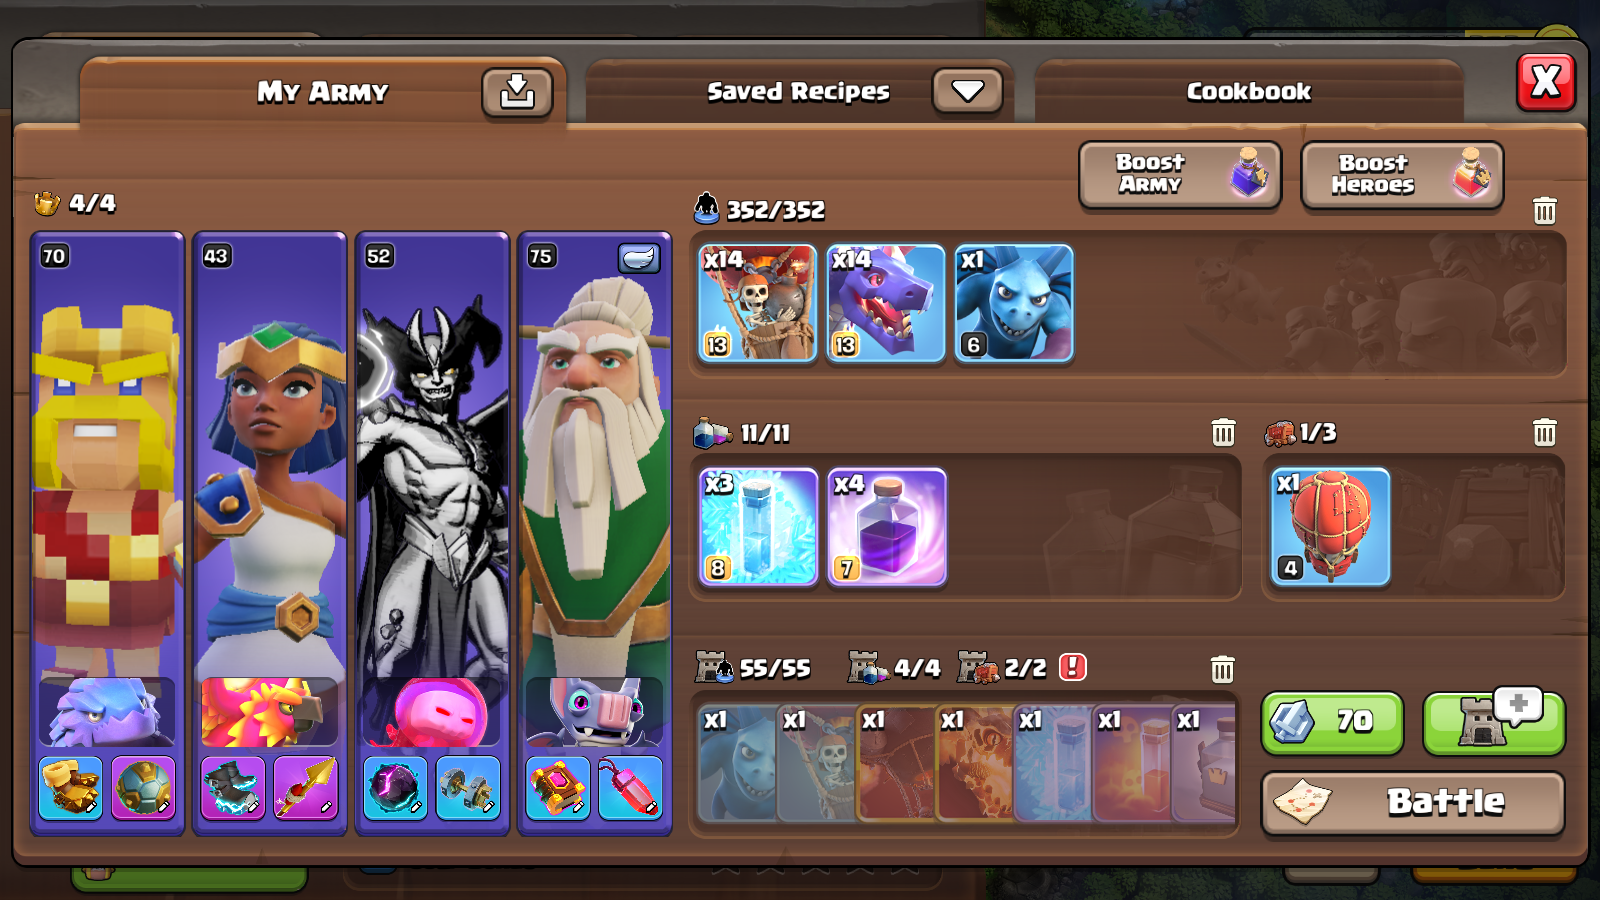 My Army
Saved Recipes
Cookbook
X
Boost
Army
Boost
Heroes
4/4
352/352
70
43
52
75
x14
13
x14
13
x1
6
11/11
1/3
x3
8
x4
7
x1
4
55/55
4/4
2/2
!
x1
x1
x1
x1
x1
x1
x1
70
Battle